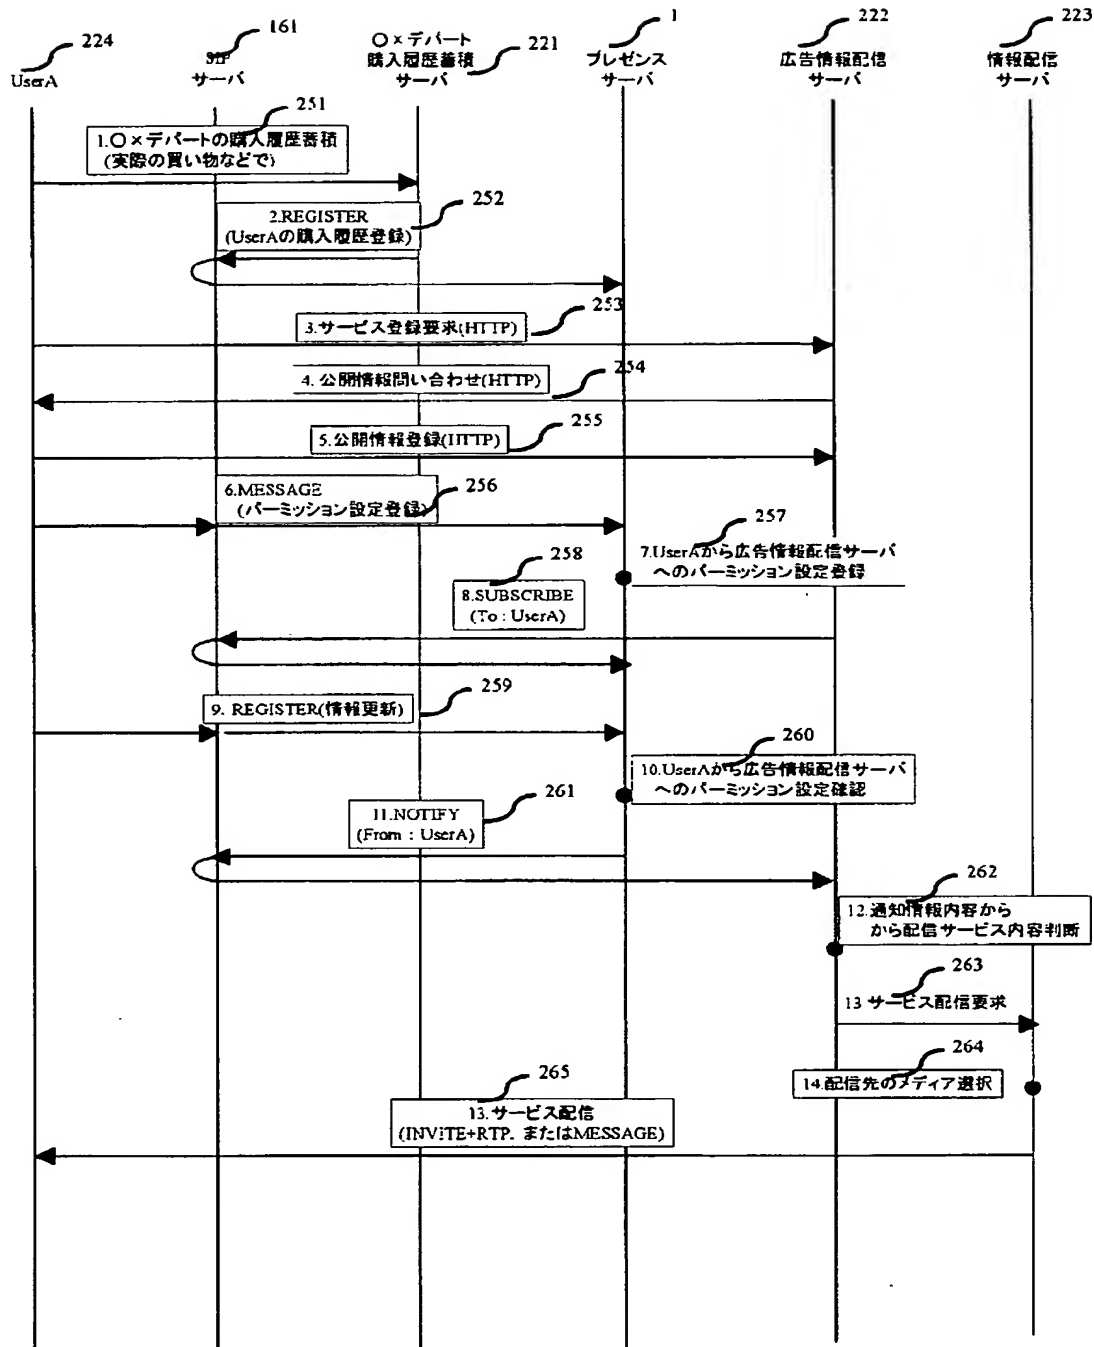 224
UserA
161
SIP
サーバ
〇×デパート
購入履歴蓄積
サーバ
221
1
プレゼンス
サーバ
222
広告情報配信
サーバ
223
情報配信
サーバ
251
1.〇×デパートの購入履歴蓄積
(実際の買い物などで)
252
2.REGISTER
(UserAの購入履歴登録)
253
3.サービス登録要求(HTTP)
254
4. 公開情報問い合わせ(HTTP)
255
5.公開情報登録(HTTP)
256
6.MESSAGE
(パーミッション設定登録)
257
7.UserAから広告情報配信サーバ
へのパーミッション設定登録
258
8.SUBSCRIBE
(To : UserA)
259
9. REGISTER(情報更新)
260
10.UserAから広告情報配信サーバ
へのパーミッション設定確認
261
11.NOTIFY
(From : UserA)
262
12.通知情報内容から
から配信サービス内容判断
263
13 サービス配信要求
264
14.配信先のメディア選択
265
13.サービス配信
(INVITE+RTP. またはMESSAGE)